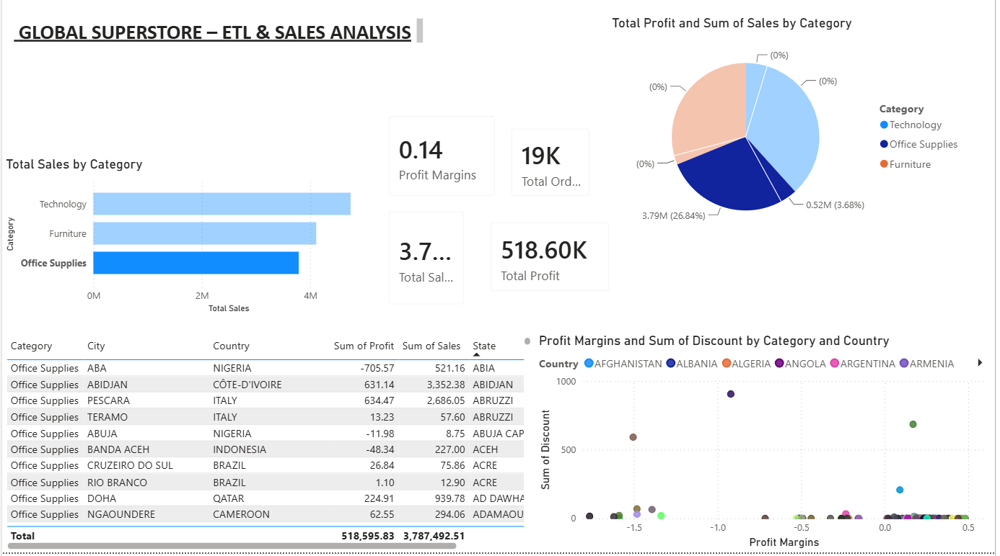 GLOBAL SUPERSTORE – ETL & SALES ANALYSIS
Total Profit and Sum of Sales by Category
(0%)
(0%)
(0%)
(0%)
0.52M (3.68%)
3.79M (26.84%)
Category
Technology
Office Supplies
Furniture
0.14
Profit Margins
19K
Total Ord...
3.7...
Total Sal...
518.60K
Total Profit
Total Sales by Category
Category
Technology
Furniture
Office Supplies
0M 2M 4M
Total Sales
Category City Country Sum of Profit Sum of Sales State
Office Supplies ABA NIGERIA -705.57 521.16 ABIA
Office Supplies ABIDJAN CÔTE-D'IVOIRE 631.14 3,352.38 ABIDJAN
Office Supplies PESCARA ITALY 634.47 2,686.05 ABRUZZI
Office Supplies TERAMO ITALY 13.23 57.60 ABRUZZI
Office Supplies ABUJA NIGERIA -11.98 8.75 ABUJA CAP
Office Supplies BANDA ACEH INDONESIA -48.34 227.00 ACEH
Office Supplies CRUZEIRO DO SUL BRAZIL 26.84 75.86 ACRE
Office Supplies RIO BRANCO BRAZIL 1.10 12.90 ACRE
Office Supplies DOHA QATAR 224.91 939.78 AD DAWHA
Office Supplies NGAOUNDERE CAMEROON 62.55 294.06 ADAMAOU
Total 518,595.83 3,787,492.51
Profit Margins and Sum of Discount by Category and Country
Country AFGHANISTAN ALBANIA ALGERIA ANGOLA ARGENTINA ARMENIA
Sum of Discount
1000
500
0
-1.5 -1.0 -0.5 0.0 0.5
Profit Margins